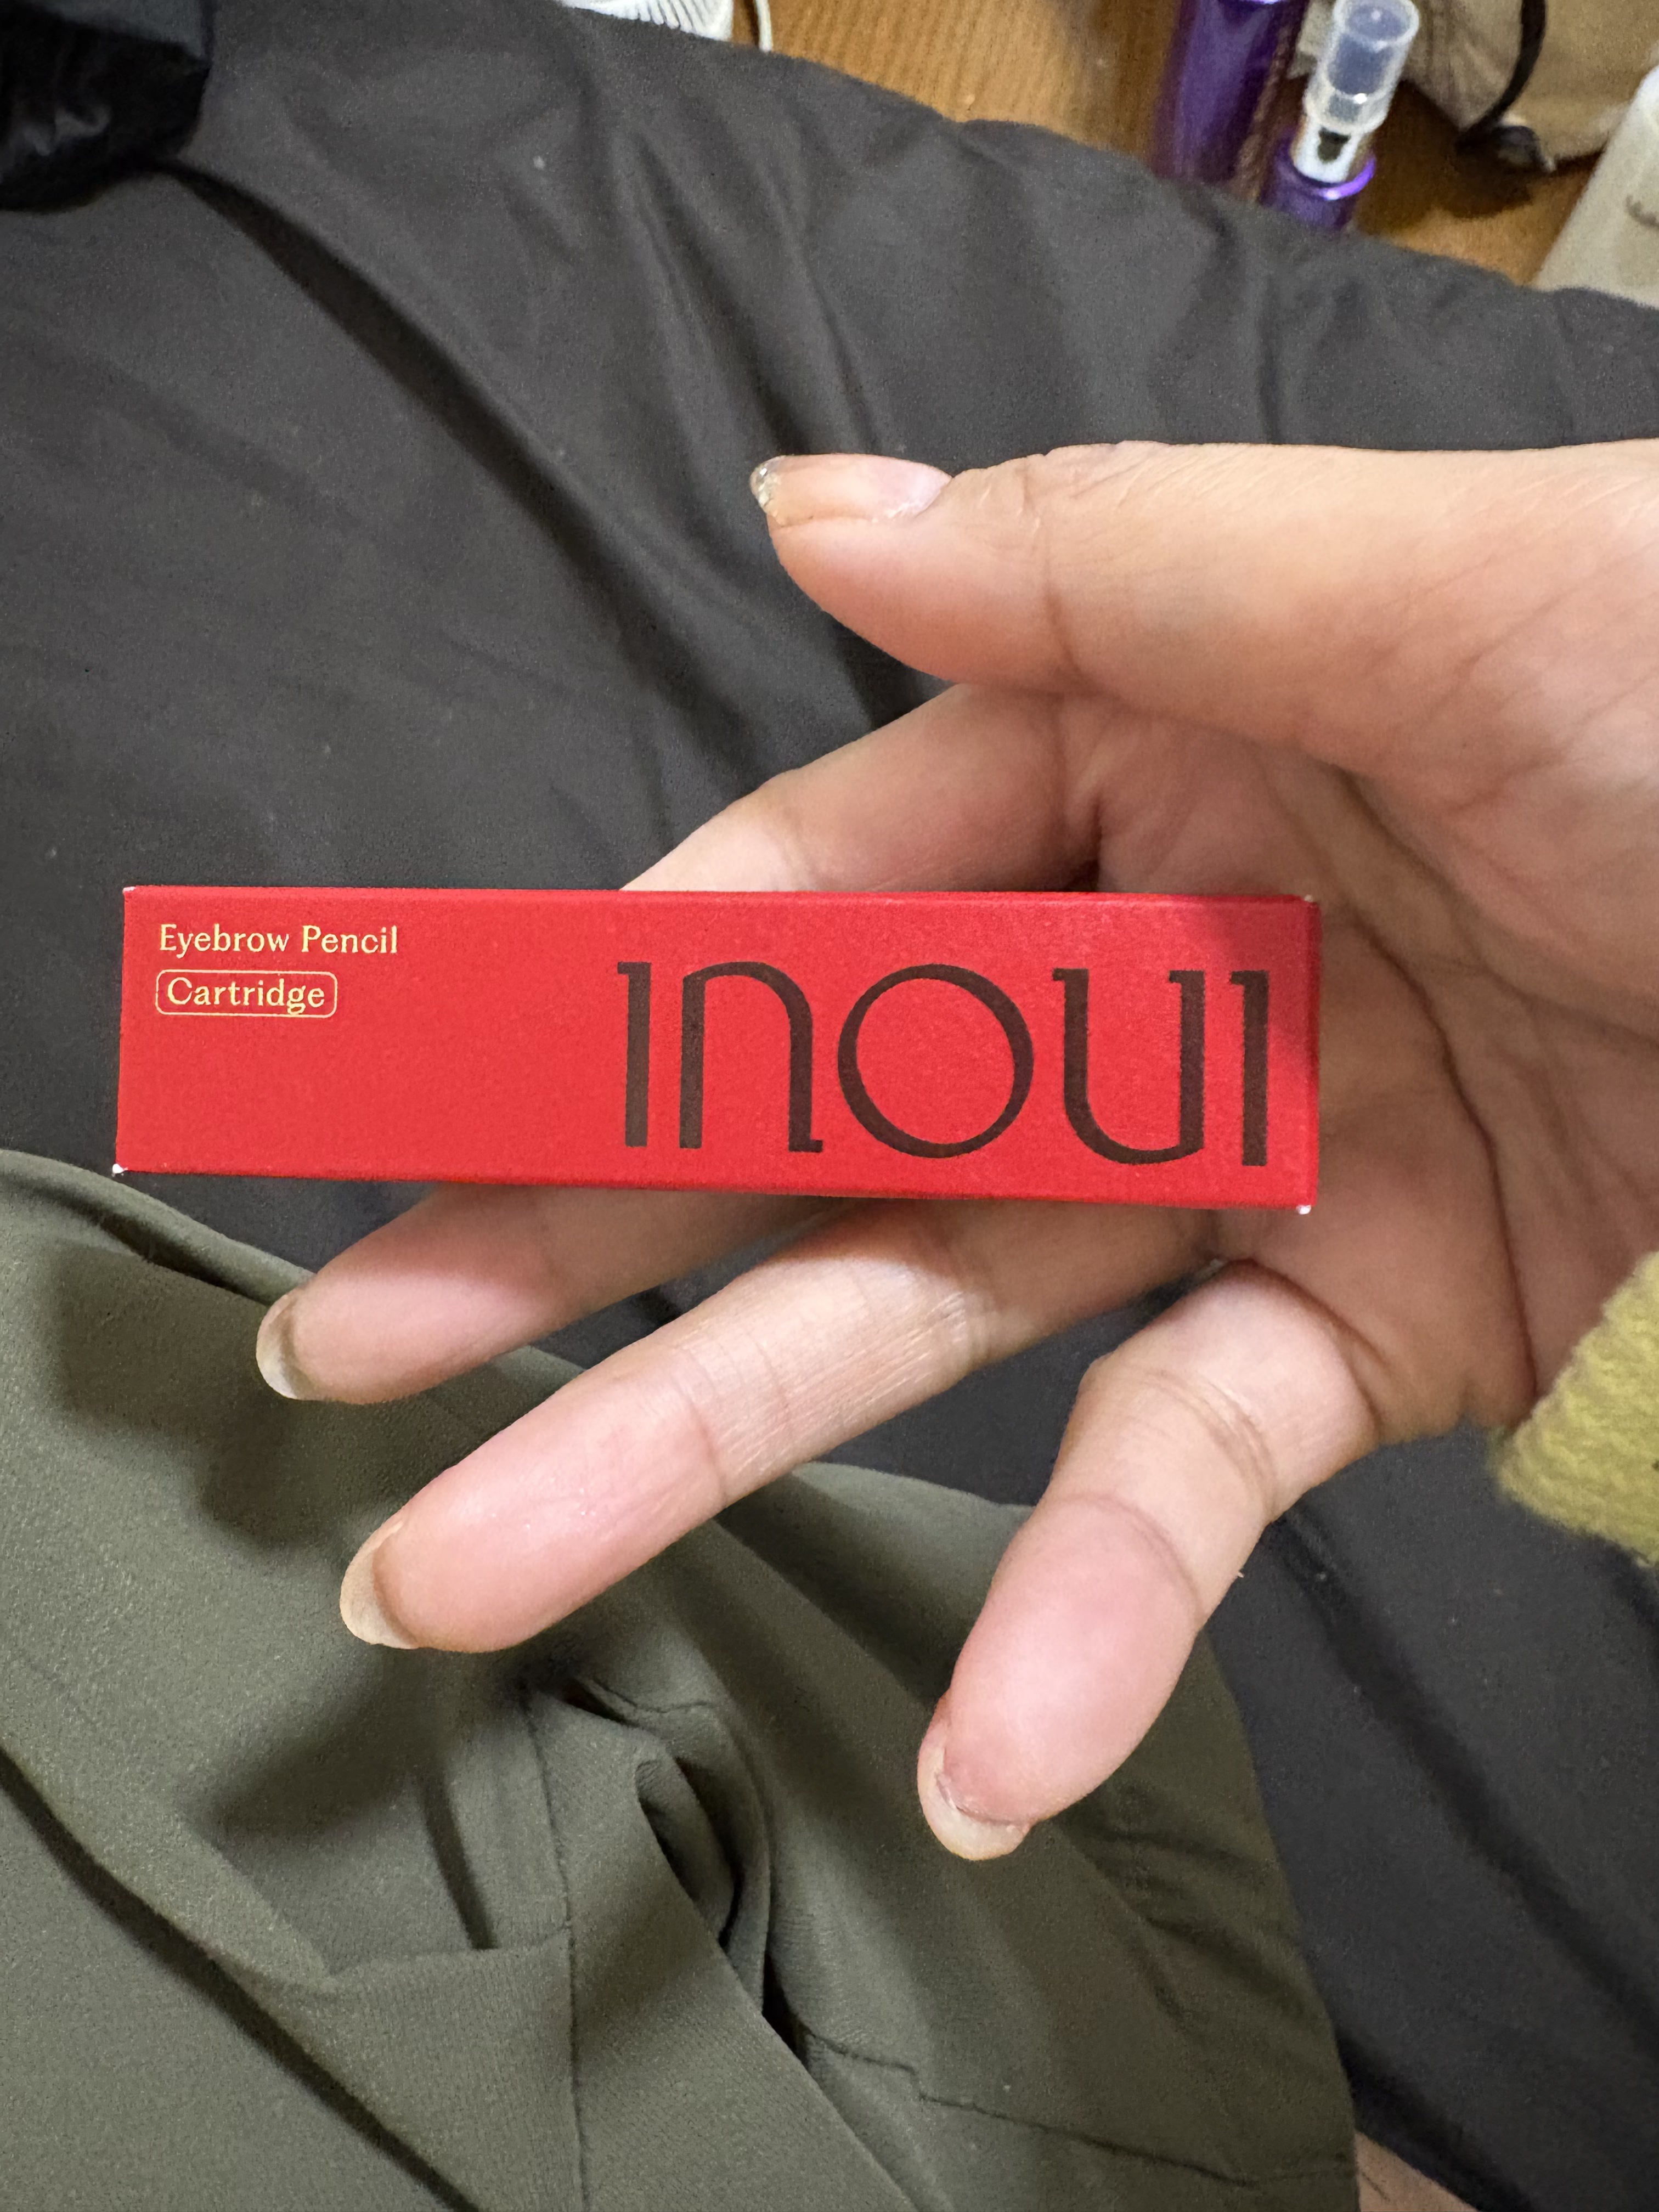 Eyebrow Pencil
Cartridge
INOUI